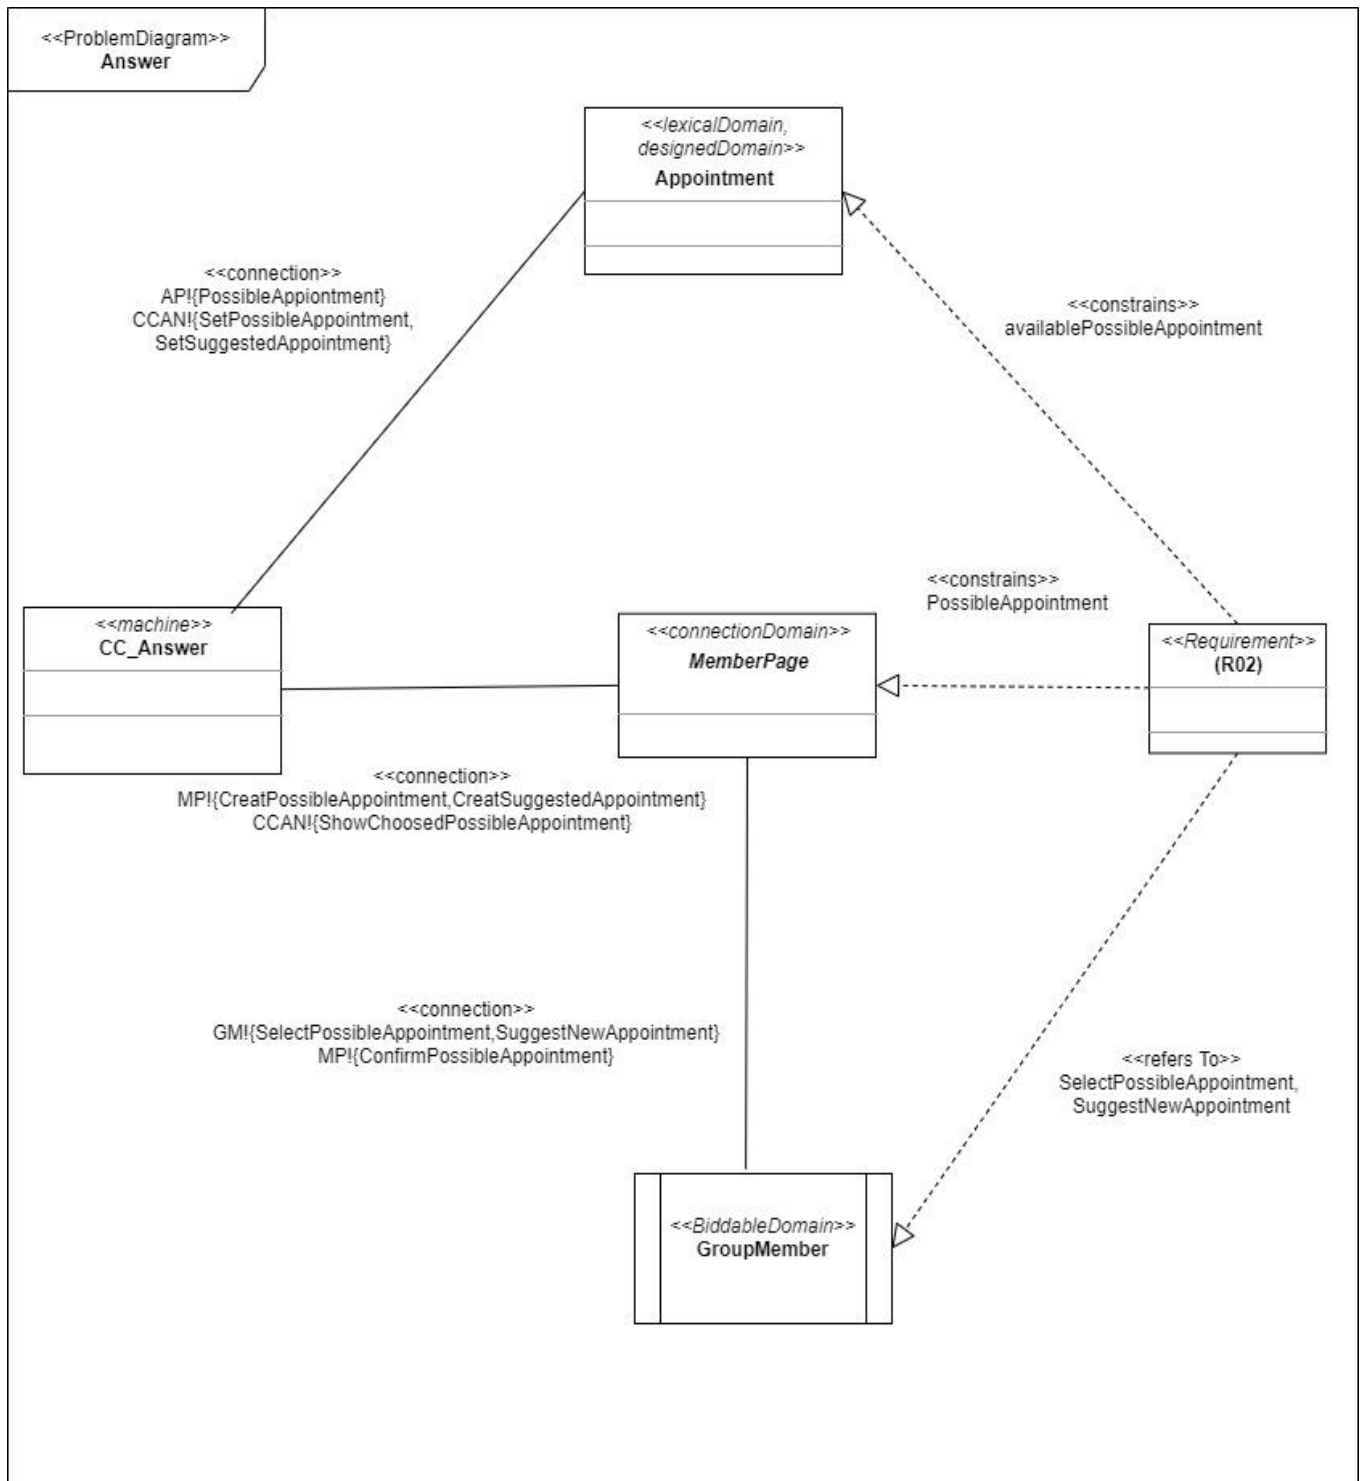 <<ProblemDiagram>>
Answer
<<lexicalDomain,
designedDomain>>
Appointment
<<connection>>
AP!{PossibleAppiontment}
CCAN!{SetPossibleAppointment,
SetSuggestedAppointment}
<<constrains>>
availablePossibleAppointment
<<constrains>>
PossibleAppointment
<<machine>>
CC_Answer
<<connectionDomain>>
MemberPage
<<Requirement>>
(R02)
<<connection>>
MP!{CreatPossibleAppointment,CreatSuggestedAppointment}
CCAN!{ShowChoosedPossibleAppointment}
<<connection>>
GM!{SelectPossibleAppointment,SuggestNewAppointment}
MP!{ConfirmPossibleAppointment}
<<refers To>>
SelectPossibleAppointment,
SuggestNewAppointment
<<BiddableDomain>>
GroupMember